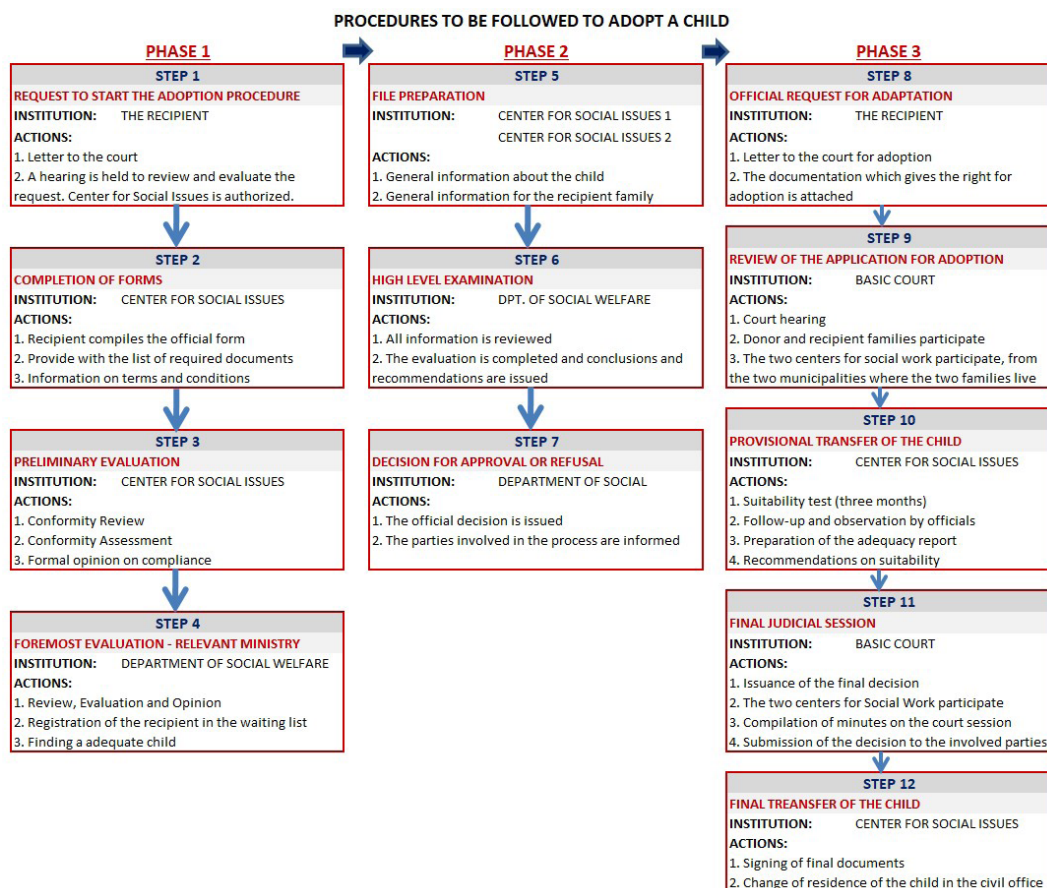 PROCEDURES TO BE FOLLOWED TO ADOPT A CHILD
PHASE 1
STEP 1
REQUEST TO START THE ADOPTION PROCEDURE
INSTITUTION: THE RECIPIENT
ACTIONS:
1. Letter to the court
2. A hearing is held to review and evaluate the
request. Center for Social Issues is authorized.
STEP 2
COMPLETION OF FORMS
INSTITUTION: CENTER FOR SOCIAL ISSUES
ACTIONS:
1. Recipient compiles the official form
2. Provide with the list of required documents
3. Information on terms and conditions
STEP 3
PRELIMINARY EVALUATION
INSTITUTION: CENTER FOR SOCIAL ISSUES
ACTIONS:
1. Conformity Review
2. Conformity Assessment
3. Formal opinion on compliance
STEP 4
FOREMOST EVALUATION - RELEVANT MINISTRY
INSTITUTION: DEPARTMENT OF SOCIAL WELFARE
ACTIONS:
1. Review, Evaluation and Opinion
2. Registration of the recipient in the waiting list
3. Finding a adequate child
PHASE 2
STEP 5
FILE PREPARATION
INSTITUTION: CENTER FOR SOCIAL ISSUES 1
CENTER FOR SOCIAL ISSUES 2
ACTIONS:
1. General information about the child
2. General information for the recipient family
STEP 6
HIGH LEVEL EXAMINATION
INSTITUTION: DPT. OF SOCIAL WELFARE
ACTIONS:
1. All information is reviewed
2. The evaluation is completed and conclusions and
recommendations are issued
STEP 7
DECISION FOR APPROVAL OR REFUSAL
INSTITUTION: DEPARTMENT OF SOCIAL
ACTIONS:
1. The official decision is issued
2. The parties involved in the process are informed
PHASE 3
STEP 8
OFFICIAL REQUEST FOR ADAPTATION
INSTITUTION: THE RECIPIENT
ACTIONS:
1. Letter to the court for adoption
2. The documentation which gives the right for
adoption is attached
STEP 9
REVIEW OF THE APPLICATION FOR ADOPTION
INSTITUTION: BASIC COURT
ACTIONS:
1. Court hearing
2. Donor and recipient families participate
3. The two centers for social work participate, from
the two municipalities where the two families live
STEP 10
PROVISIONAL TRANSFER OF THE CHILD
INSTITUTION: CENTER FOR SOCIAL ISSUES
ACTIONS:
1. Suitability test (three months)
2. Follow-up and observation by officials
3. Preparation of the adequacy report
4. Recommendations on suitability
STEP 11
FINAL JUDICIAL SESSION
INSTITUTION: BASIC COURT
ACTIONS:
1. Issuance of the final decision
2. The two centers for Social Work participate
3. Compilation of minutes on the court session
4. Submission of the decision to the involved parties
STEP 12
FINAL TREANSFER OF THE CHILD
INSTITUTION: CENTER FOR SOCIAL ISSUES
ACTIONS:
1. Signing of final documents
2. Change of residence of the child in the civil office